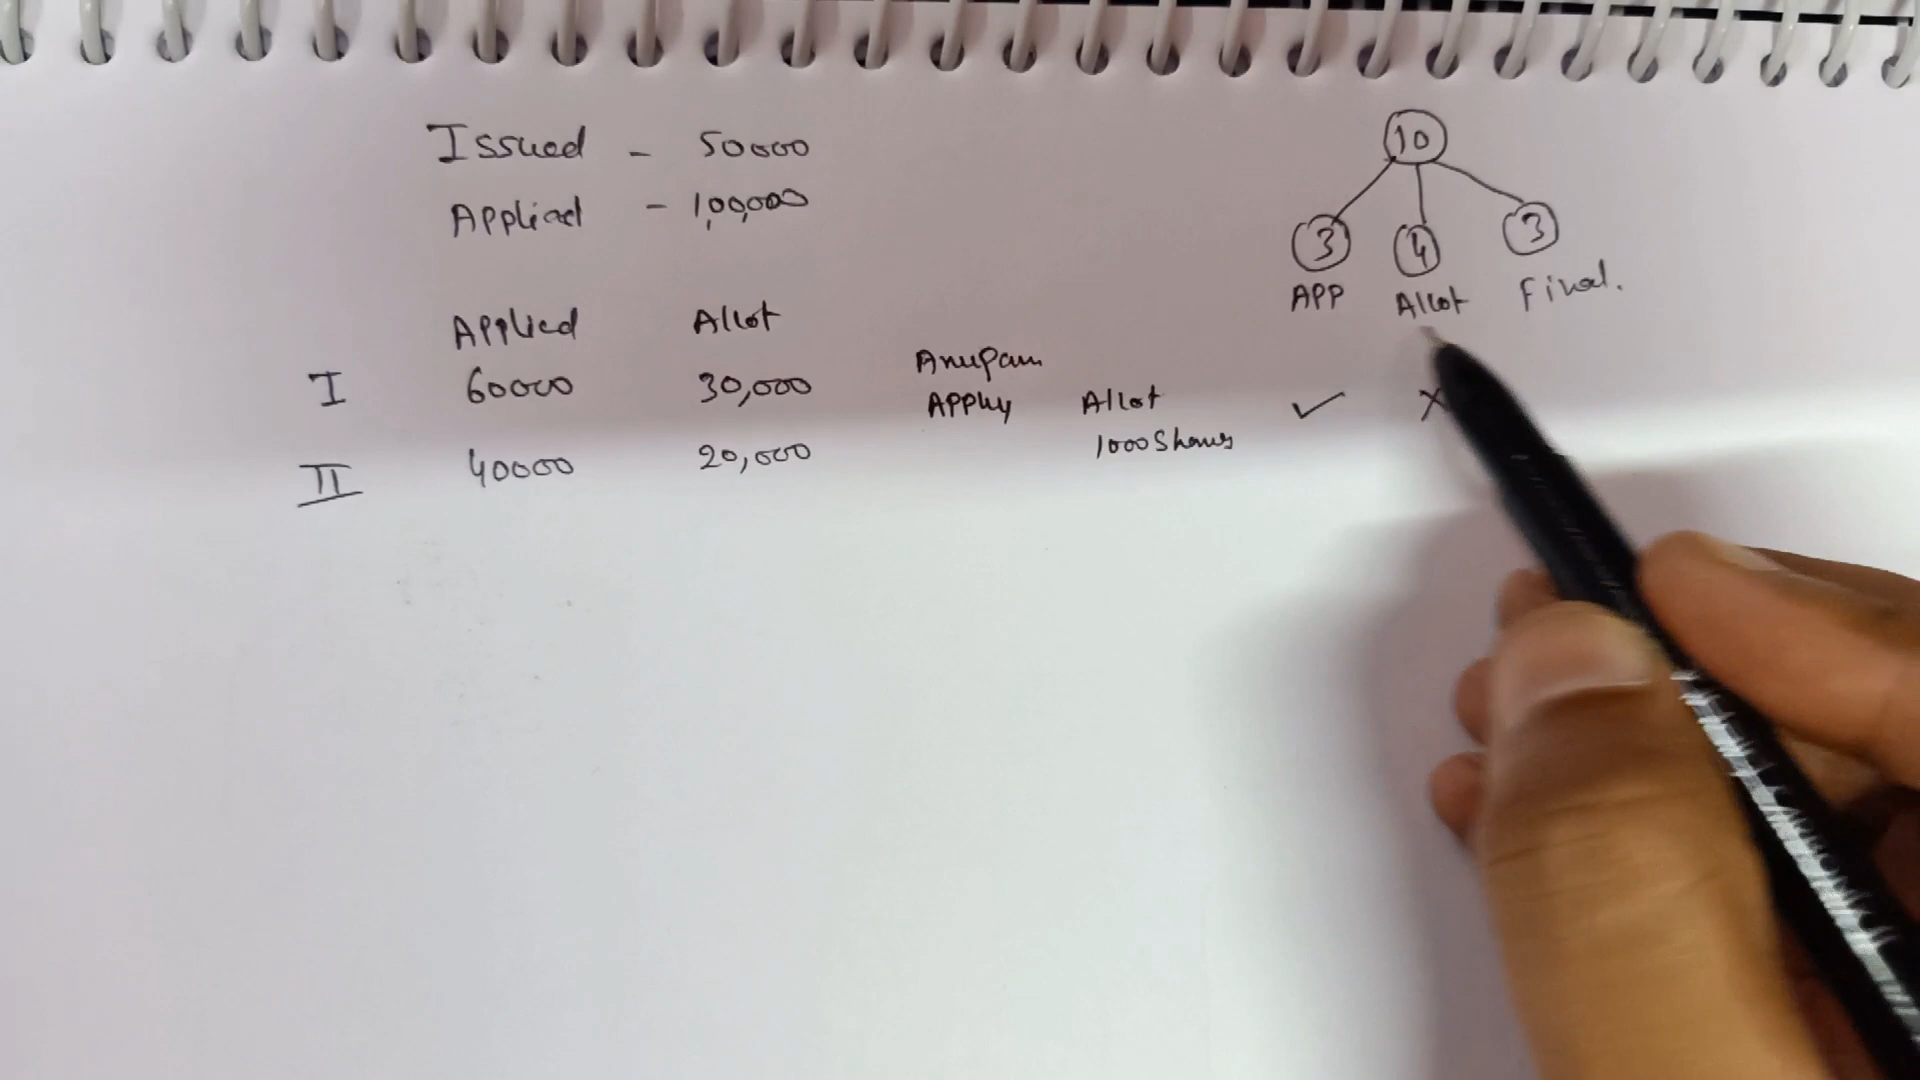 Issued - 50000
Applied - 1,00,000
10
3 4 3
APP Allot Final.
Applied Allot
I 60000 30,000
II 40000 20,000
Anupam
Apply Allot
1000 Shares